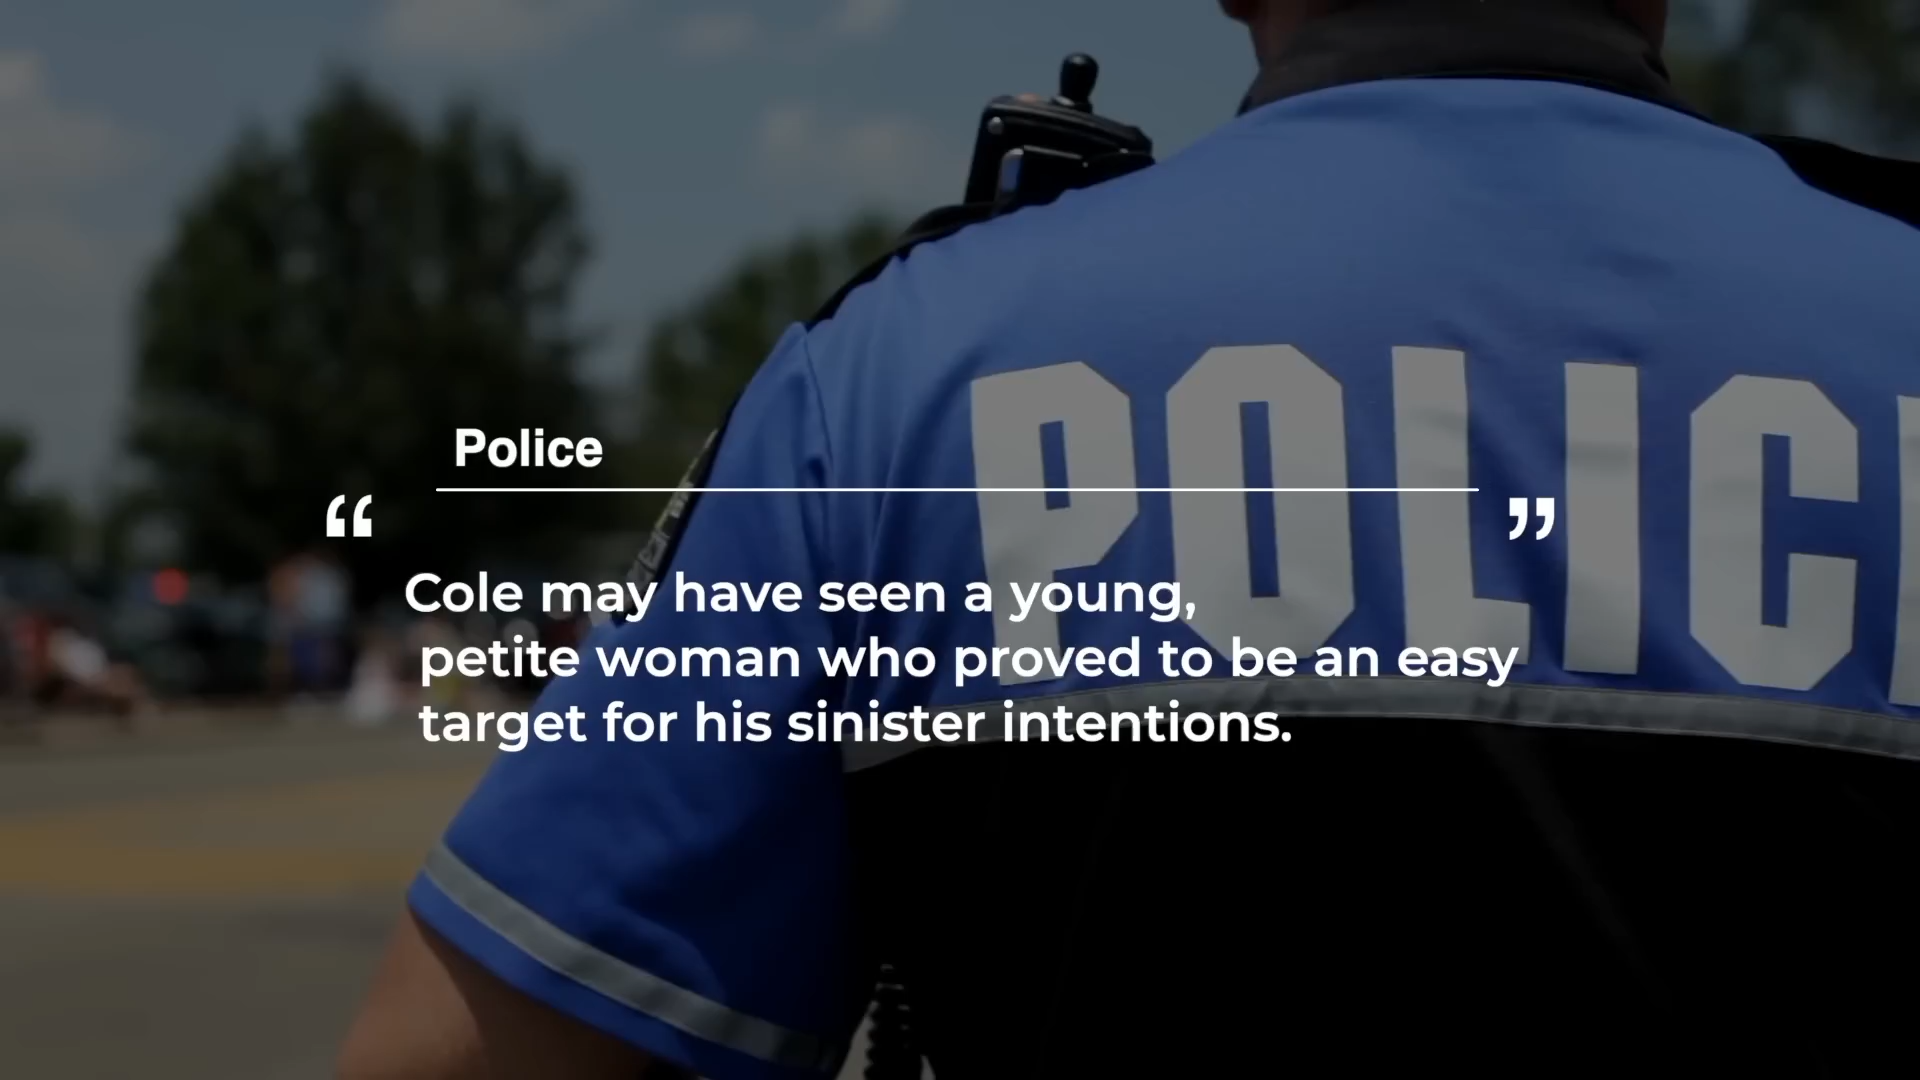 POLICE
Police
“ ”
Cole may have seen a young,
petite woman who proved to be an easy
target for his sinister intentions.